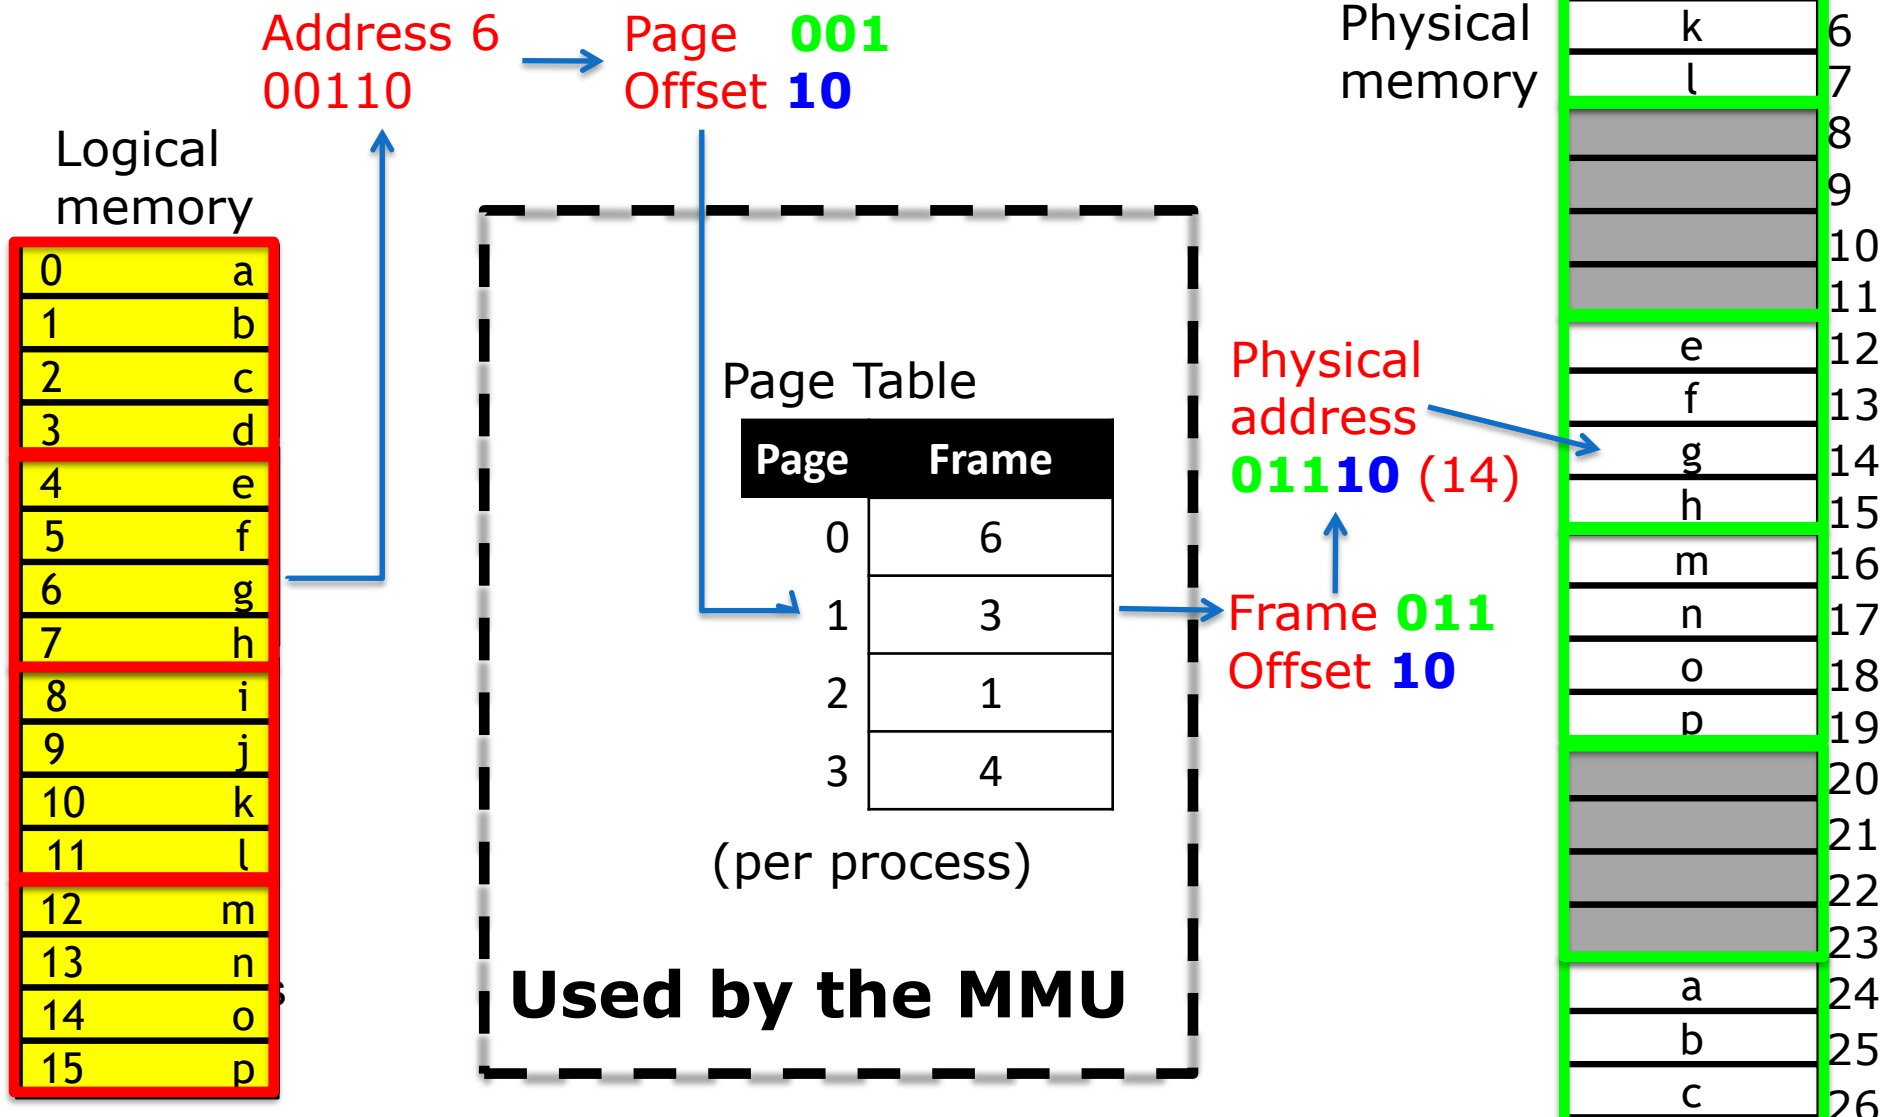 Address 6
00110
Page 001
Offset 10
Logical
memory
0 a
1 b
2 c
3 d
4 e
5 f
6 g
7 h
8 i
9 j
10 k
11 l
12 m
13 n
14 o
15 p
s
Page Table
Page Frame
0 6
1 3
2 1
3 4
(per process)
Used by the MMU
Physical
address
01110 (14)
Frame 011
Offset 10
Physical
memory
k 6
l 7
8
9
10
11
e 12
f 13
g 14
h 15
m 16
n 17
o 18
p 19
20
21
22
23
a 24
b 25
c 26